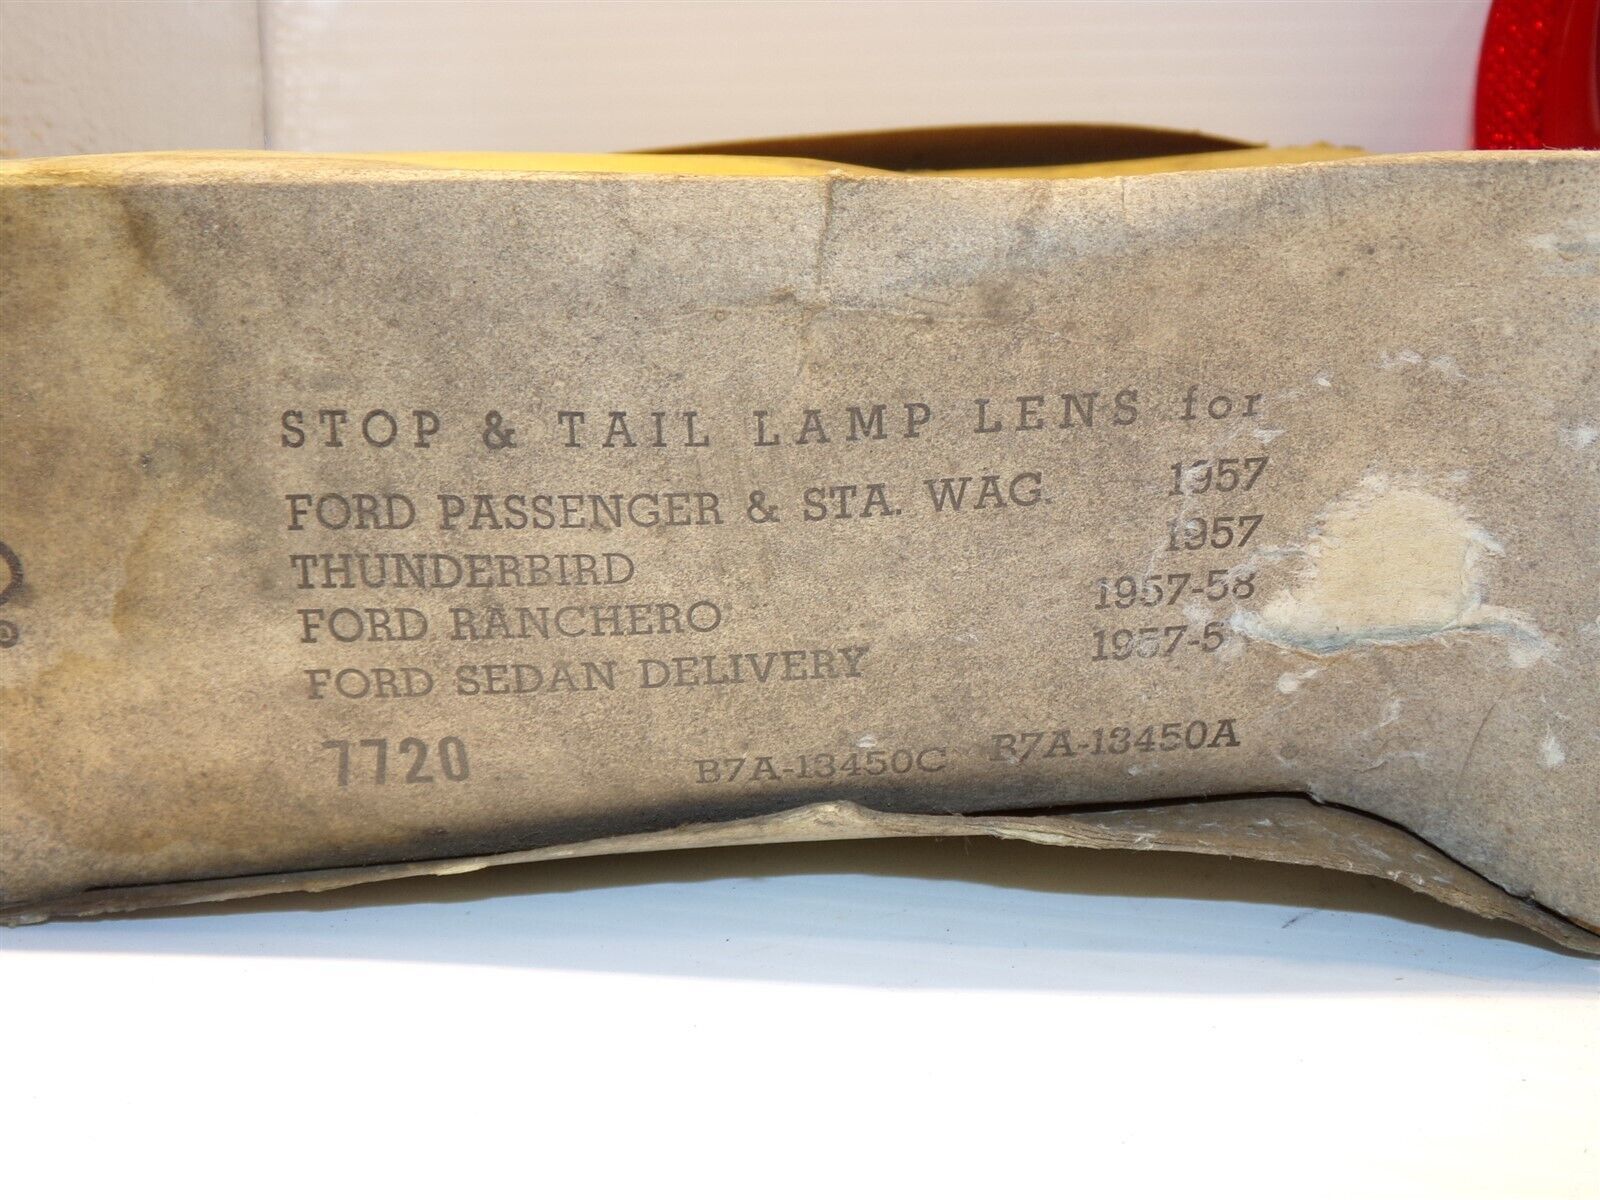 STOP & TAIL LAMP LENS for
FORD PASSENGER & STA. WAG. 1957
THUNDERBIRD 1957
FORD RANCHERO 1957-58
FORD SEDAN DELIVERY
7720 B7A-13450C B7A-13450A